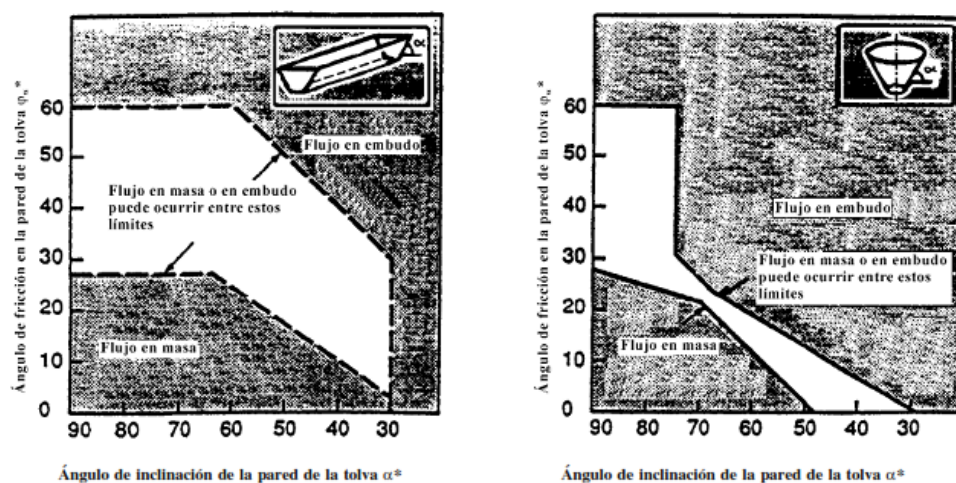 Ángulo de fricción en la pared de la tolva φ
60
50
40
30
20
10
0
90 80 70 60 50 40 30
α
Flujo en embudo
Flujo en masa o en embudo
puede ocurrir entre estos
límites
Flujo en masa
Ángulo de inclinación de la pared de la tolva α*
Ángulo de fricción en la pared de la tolva φ
60
50
40
30
20
10
0
90 80 70 60 50 40 30
α
Flujo en embudo
Flujo en masa o en embudo
puede ocurrir entre estos
límites
Flujo en masa
Ángulo de inclinación de la pared de la tolva α*